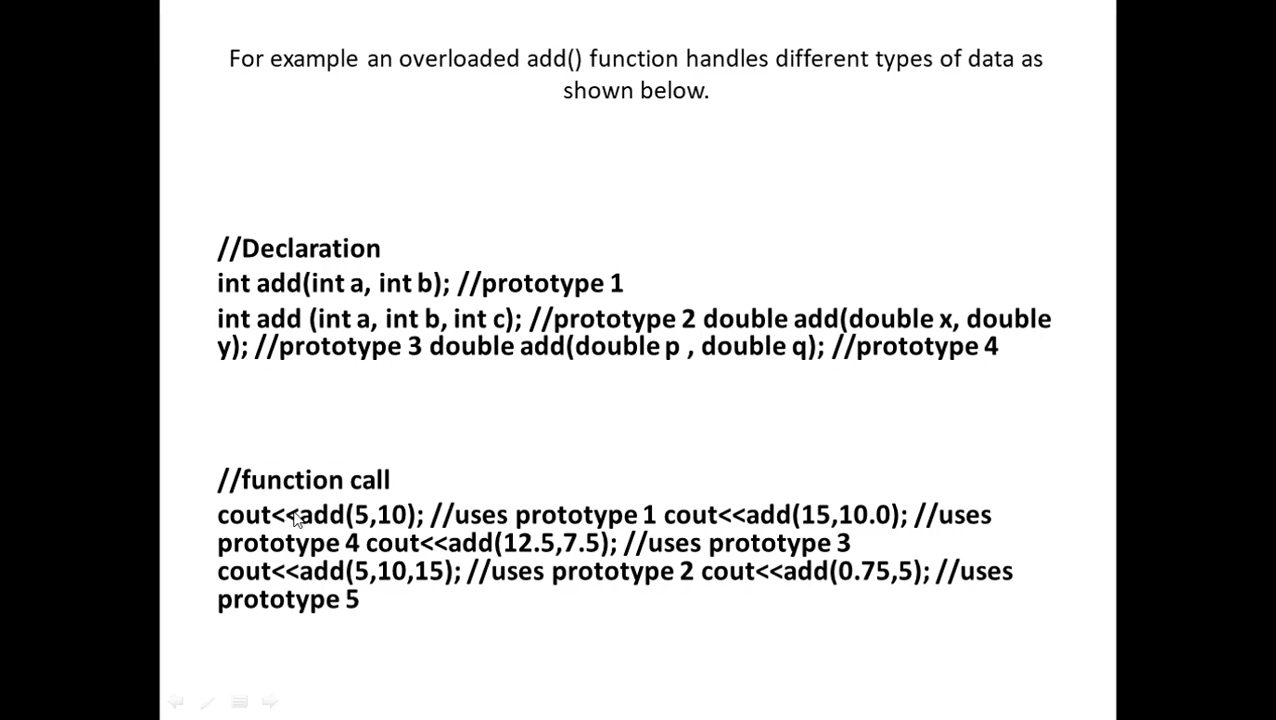 For example an overloaded add() function handles different types of data as
shown below.
//Declaration
int add(int a, int b); //prototype 1
int add (int a, int b, int c); //prototype 2 double add(double x, double
y); //prototype 3 double add(double p , double q); //prototype 4
//function call
cout<<add(5,10); //uses prototype 1 cout<<add(15,10.0); //uses
prototype 4 cout<<add(12.5,7.5); //uses prototype 3
cout<<add(5,10,15); //uses prototype 2 cout<<add(0.75,5); //uses
prototype 5